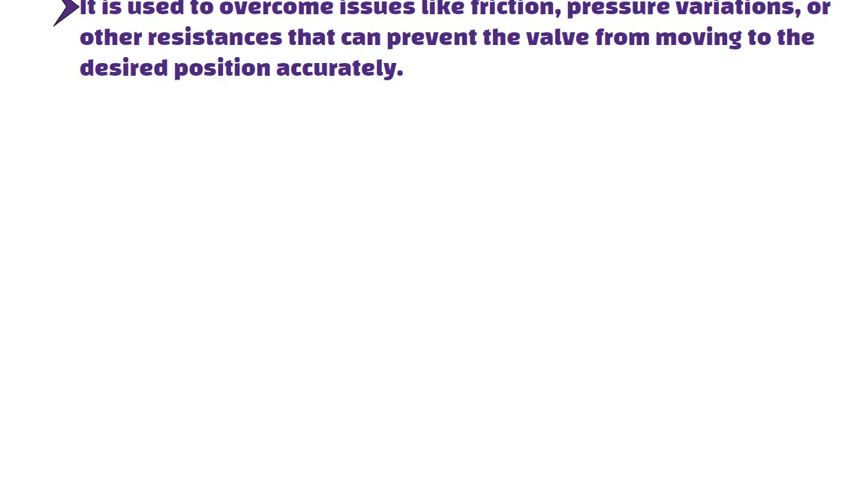 It is used to overcome issues like friction, pressure variations, or
other resistances that can prevent the valve from moving to the
desired position accurately.